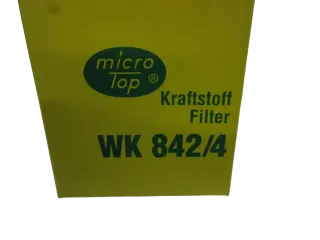 micro
Top ®
Kraftstoff
Filter
WK 842/4